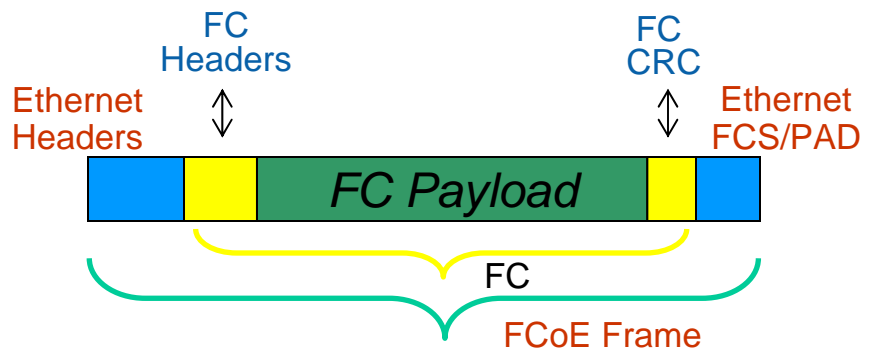 FC
Headers
FC
CRC
Ethernet
Headers
Ethernet
FCS/PAD
FC Payload
FC
FCoE Frame